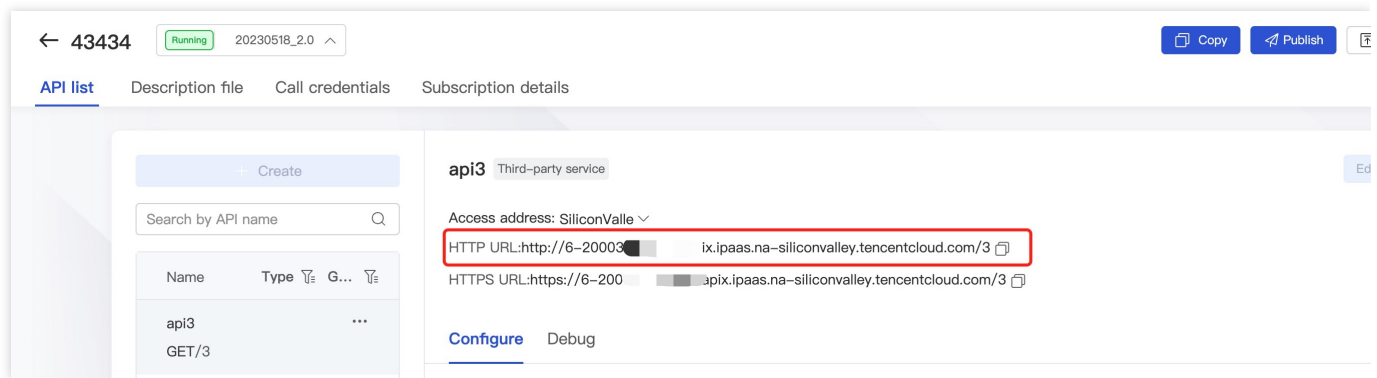 43434 Running 20230518_2.0 Copy Publish
API list Description file Call credentials Subscription details
Create
Search by API name
Name Type G...
api3 ...
GET/3
api3 Third-party service Ed
Access address: SiliconValle
HTTP URL:http://6-20003 ix.ipaas.na-siliconvalley.tencentcloud.com/3
HTTPS URL:https://6-200 apix.ipaas.na-siliconvalley.tencentcloud.com/3
Configure Debug